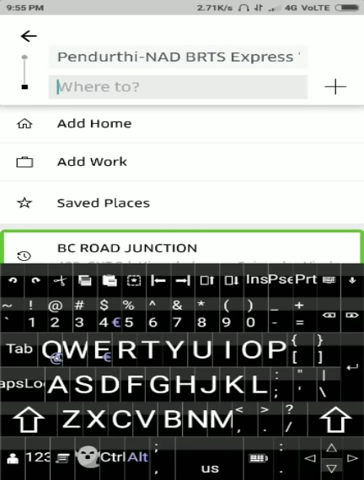 9:55 PM 2.71K/s 4G VoLTE
Pendurthi-NAD BRTS Express
Where to?
Add Home
Add Work
Saved Places
BC ROAD JUNCTION
Ins Pse Prt
~ ! @ # $ % ^ & * ( ) _ +
` 1 2 3 4 € 5 6 7 8 9 0 - =
Tab Q W E R T Y U I O P { } [ ]
apsLo A S D F G H J K L : ; " ' | \
Z X C V B N M < , > . ? /
123 Ctrl Alt us